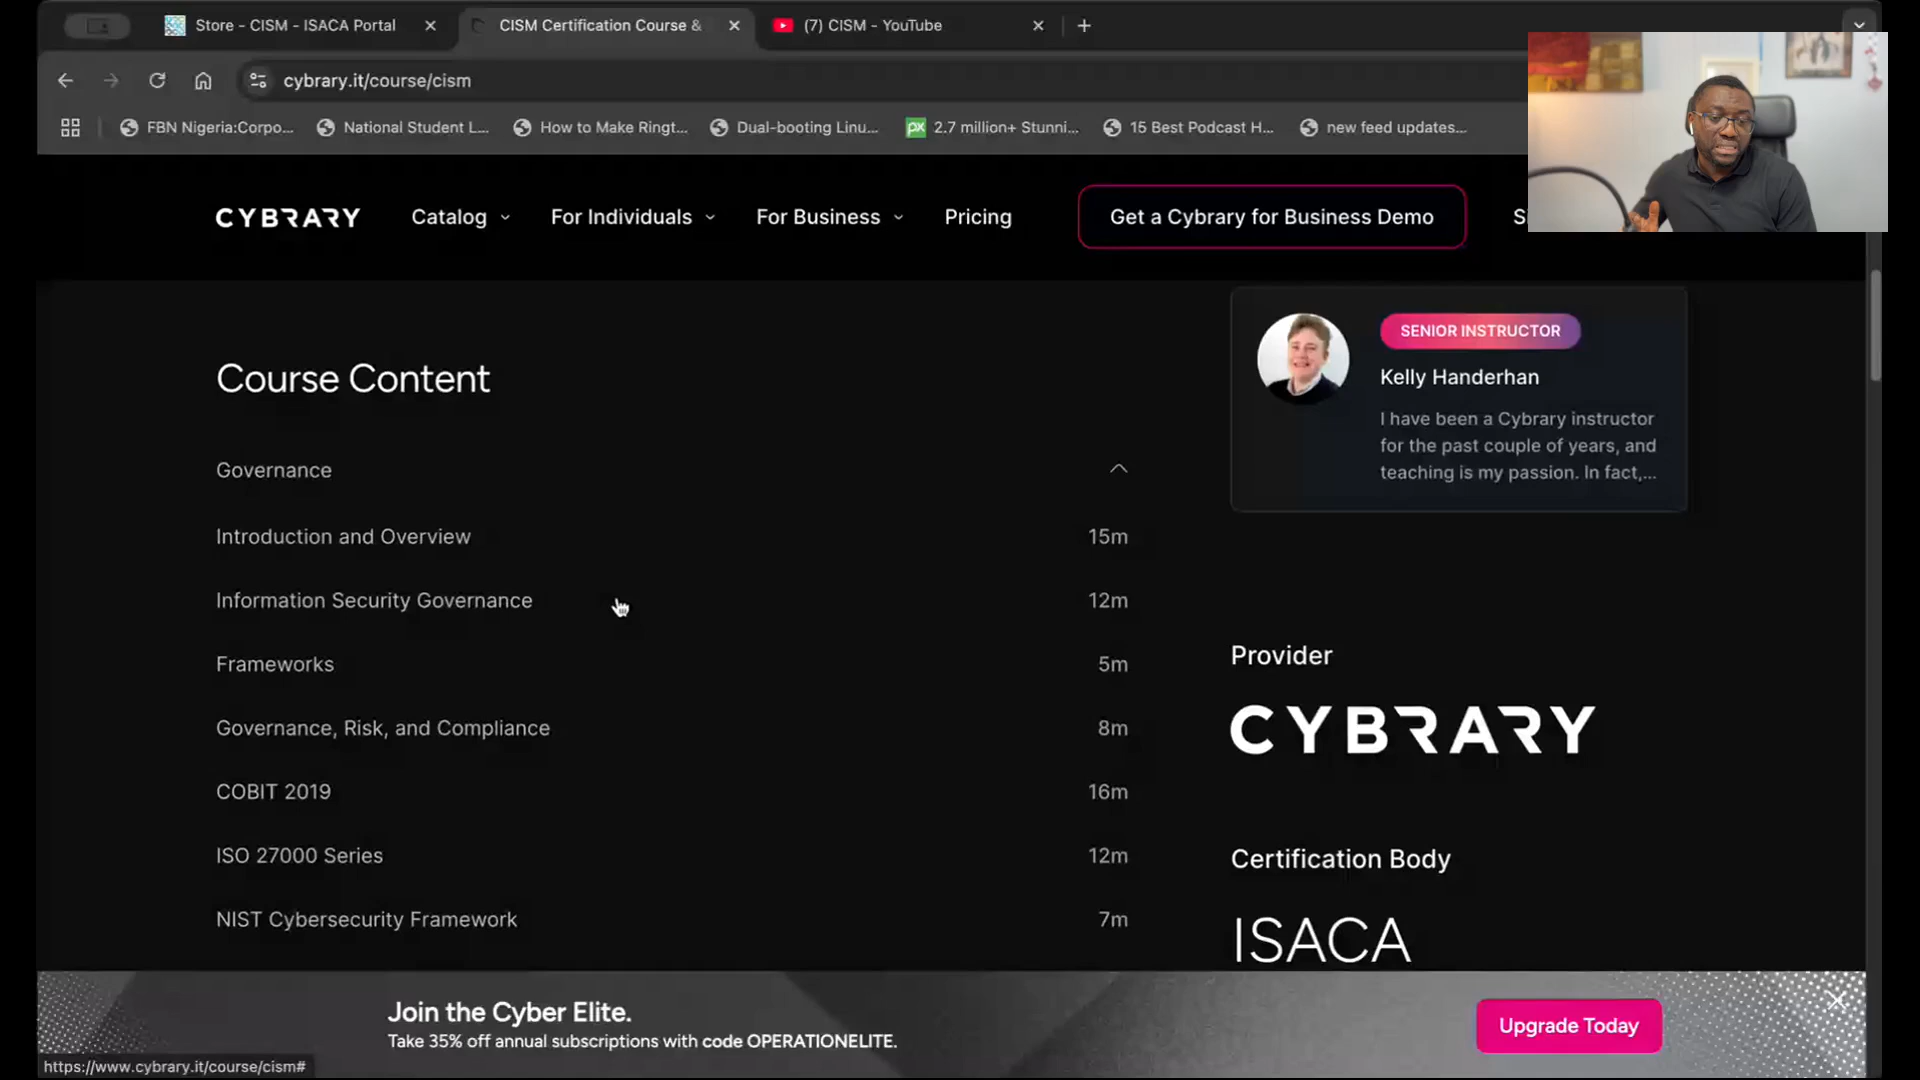 Store - CISM - ISACA Portal
CISM Certification Course &
(7) CISM - YouTube
cybrary.it/course/cism
FBN Nigeria:Corpo...
National Student L...
How to Make Ringt...
Dual-booting Linu...
px
2.7 million+ Stunni...
15 Best Podcast H...
new feed updates...
CYBRARY
Catalog
For Individuals
For Business
Pricing
Get a Cybrary for Business Demo
Course Content
Governance
Introduction and Overview 15m
Information Security Governance 12m
Frameworks 5m
Governance, Risk, and Compliance 8m
COBIT 2019 16m
ISO 27000 Series 12m
NIST Cybersecurity Framework 7m
SENIOR INSTRUCTOR
Kelly Handerhan
I have been a Cybrary instructor
for the past couple of years, and
teaching is my passion. In fact,...
Provider
CYBRARY
Certification Body
ISACA
Join the Cyber Elite.
Take 35% off annual subscriptions with code OPERATIONELITE.
Upgrade Today
https://www.cybrary.it/course/cism#